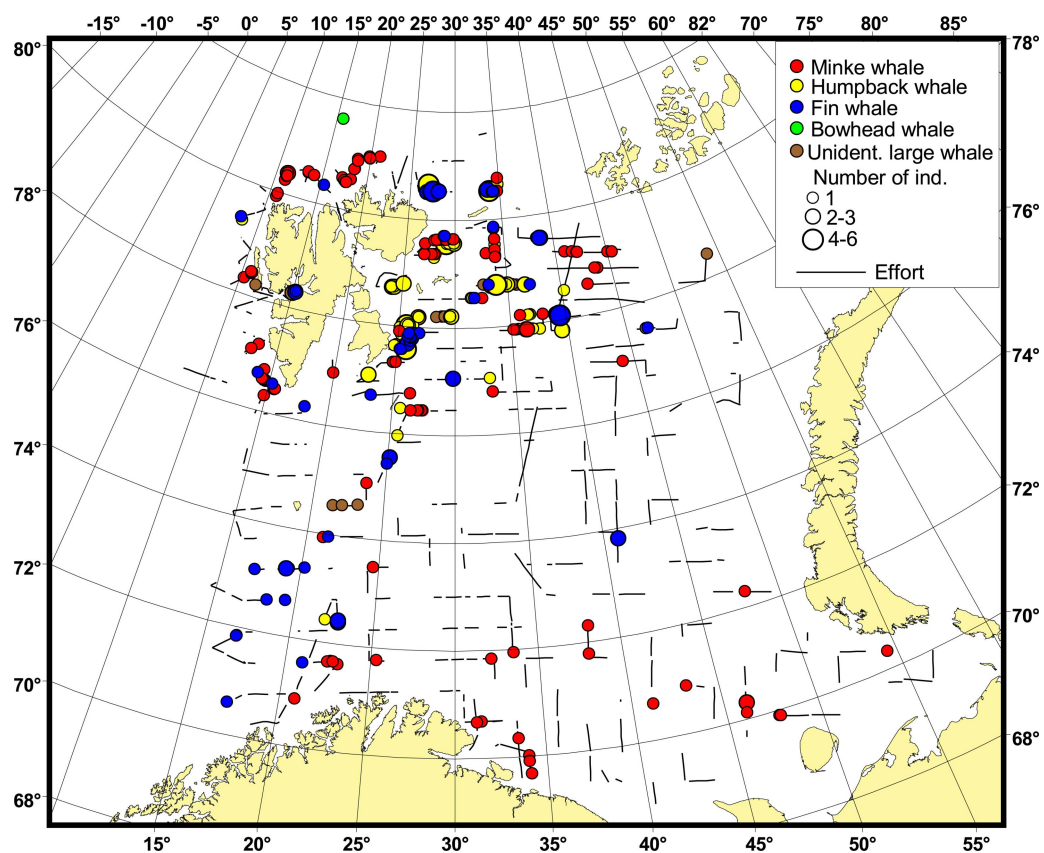 -15° -10° -5° 0° 5° 10° 15° 20° 25° 30° 35° 40° 45° 50° 55° 60° 82° 70° 75° 80° 85°
80° 78°
Minke whale
Humpback whale
Fin whale
Bowhead whale
Unident. large whale
Number of ind.
1
2-3
4-6
Effort
78° 76°
76° 74°
74° 72°
72° 70°
70° 68°
68°
15° 20° 25° 30° 35° 40° 45° 50° 55°